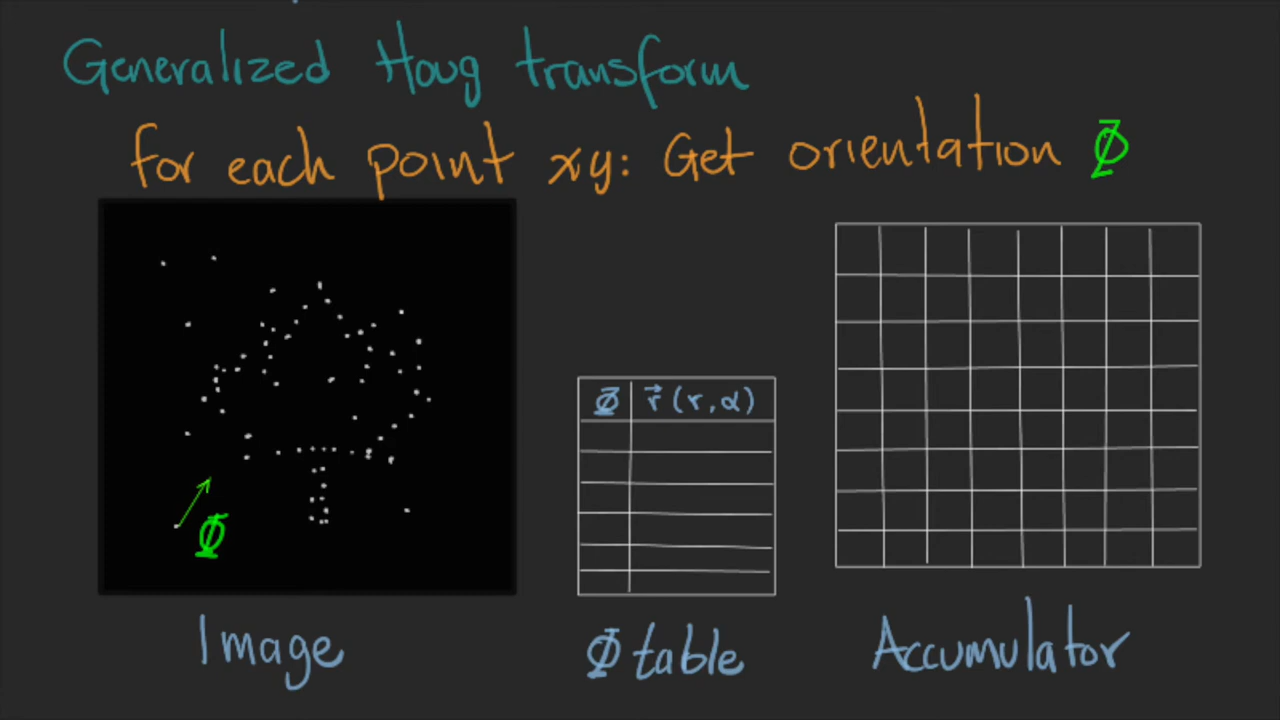 Generalized Houg transform
for each point xy: Get orientation Φ
Φ
Φ r⃗ (r, α)
Image
Φ table
Accumulator